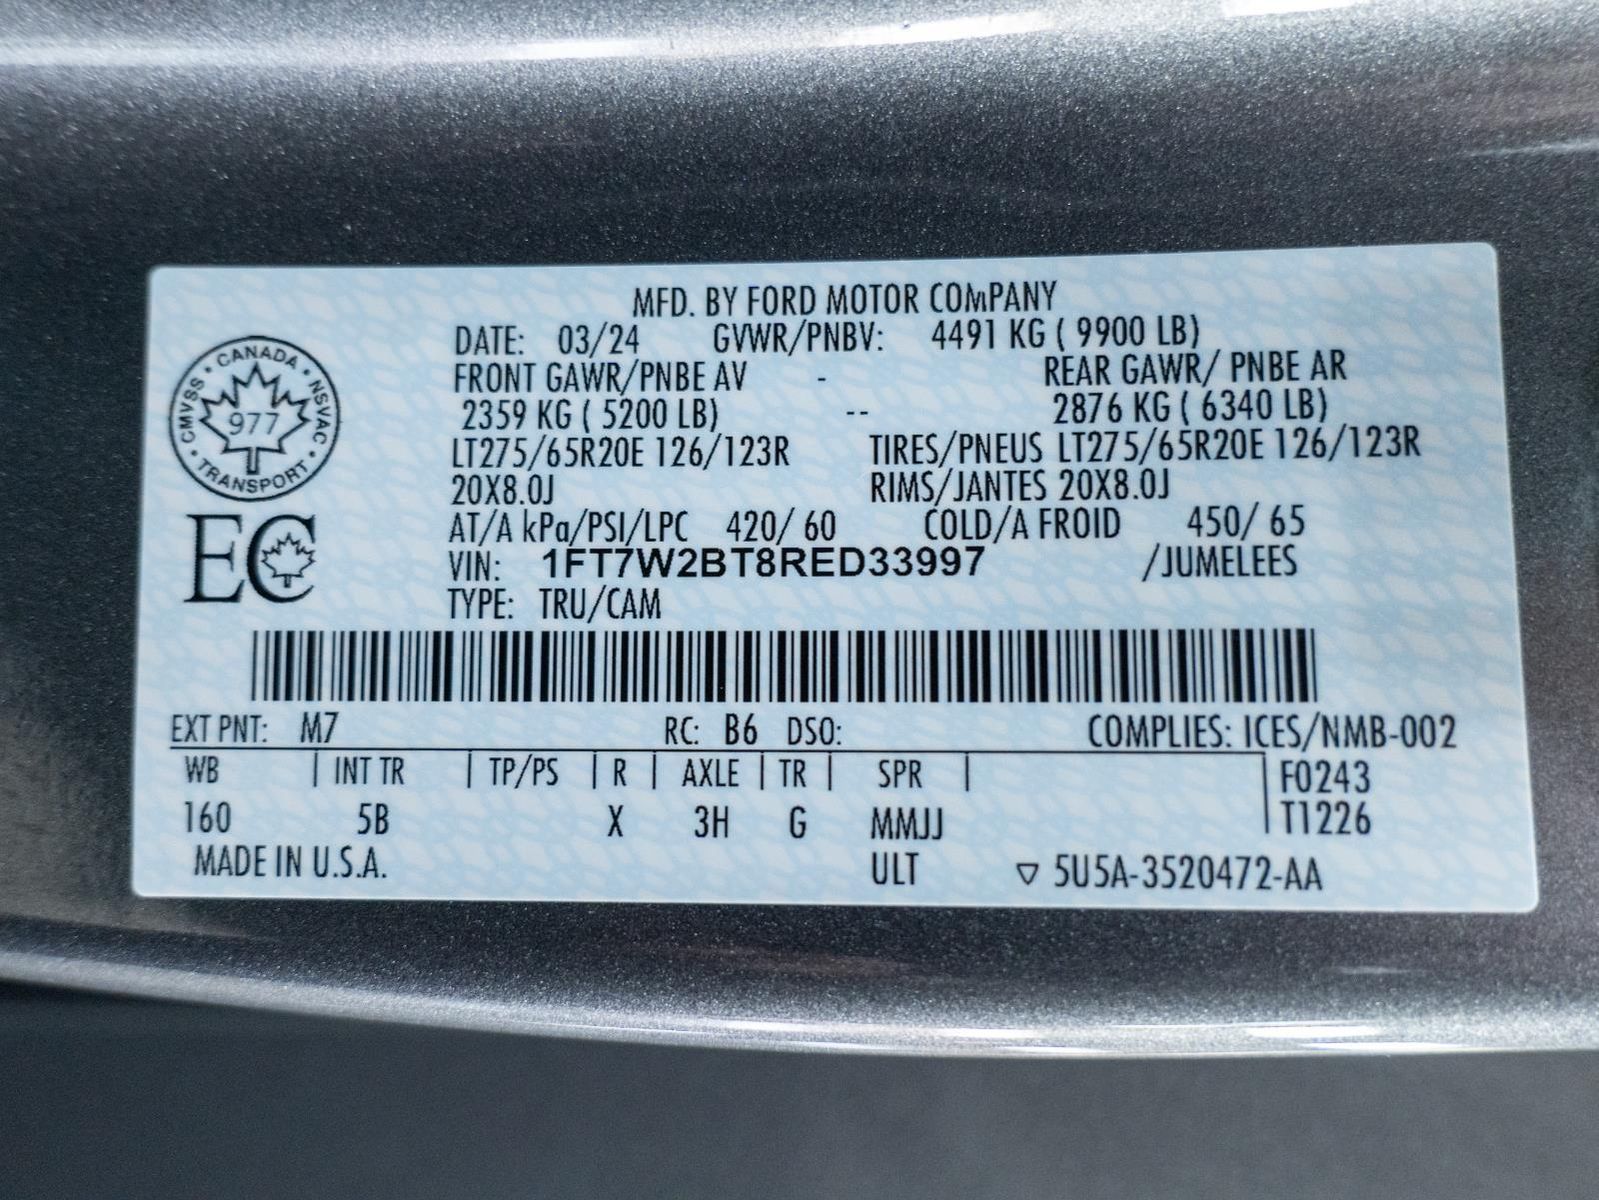 MFD. BY FORD MOTOR COMPANY
DATE: 03/24 GVWR/PNBV: 4491 KG ( 9900 LB)
FRONT GAWR/PNBE AV - REAR GAWR/ PNBE AR
2359 KG ( 5200 LB) -- 2876 KG ( 6340 LB)
LT275/65R20E 126/123R TIRES/PNEUS LT275/65R20E 126/123R
20X8.0J RIMS/JANTES 20X8.0J
AT/A kPa/PSI/LPC 420/ 60 COLD/A FROID 450/ 65
VIN: 1FT7W2BT8RED33997 /JUMELEES
TYPE: TRU/CAM
CANADA
CMVSS • NSVAC
977
TRANSPORT
EC
EXT PNT: M7 RC: B6 DSO: COMPLIES: ICES/NMB-002
WB | INT TR | TP/PS | R | AXLE | TR | SPR | F0243
160 5B X 3H G MMJJ T1226
MADE IN U.S.A. ULT ▽ 5U5A-3520472-AA